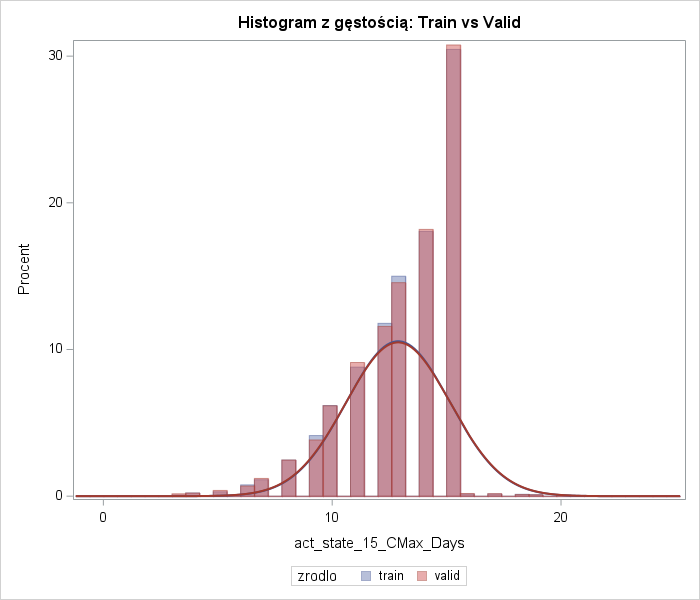 Histogram z gęstością: Train vs Valid
30
20
10
0
Procent
0 10 20
act_state_15_CMax_Days
zrodlo train valid